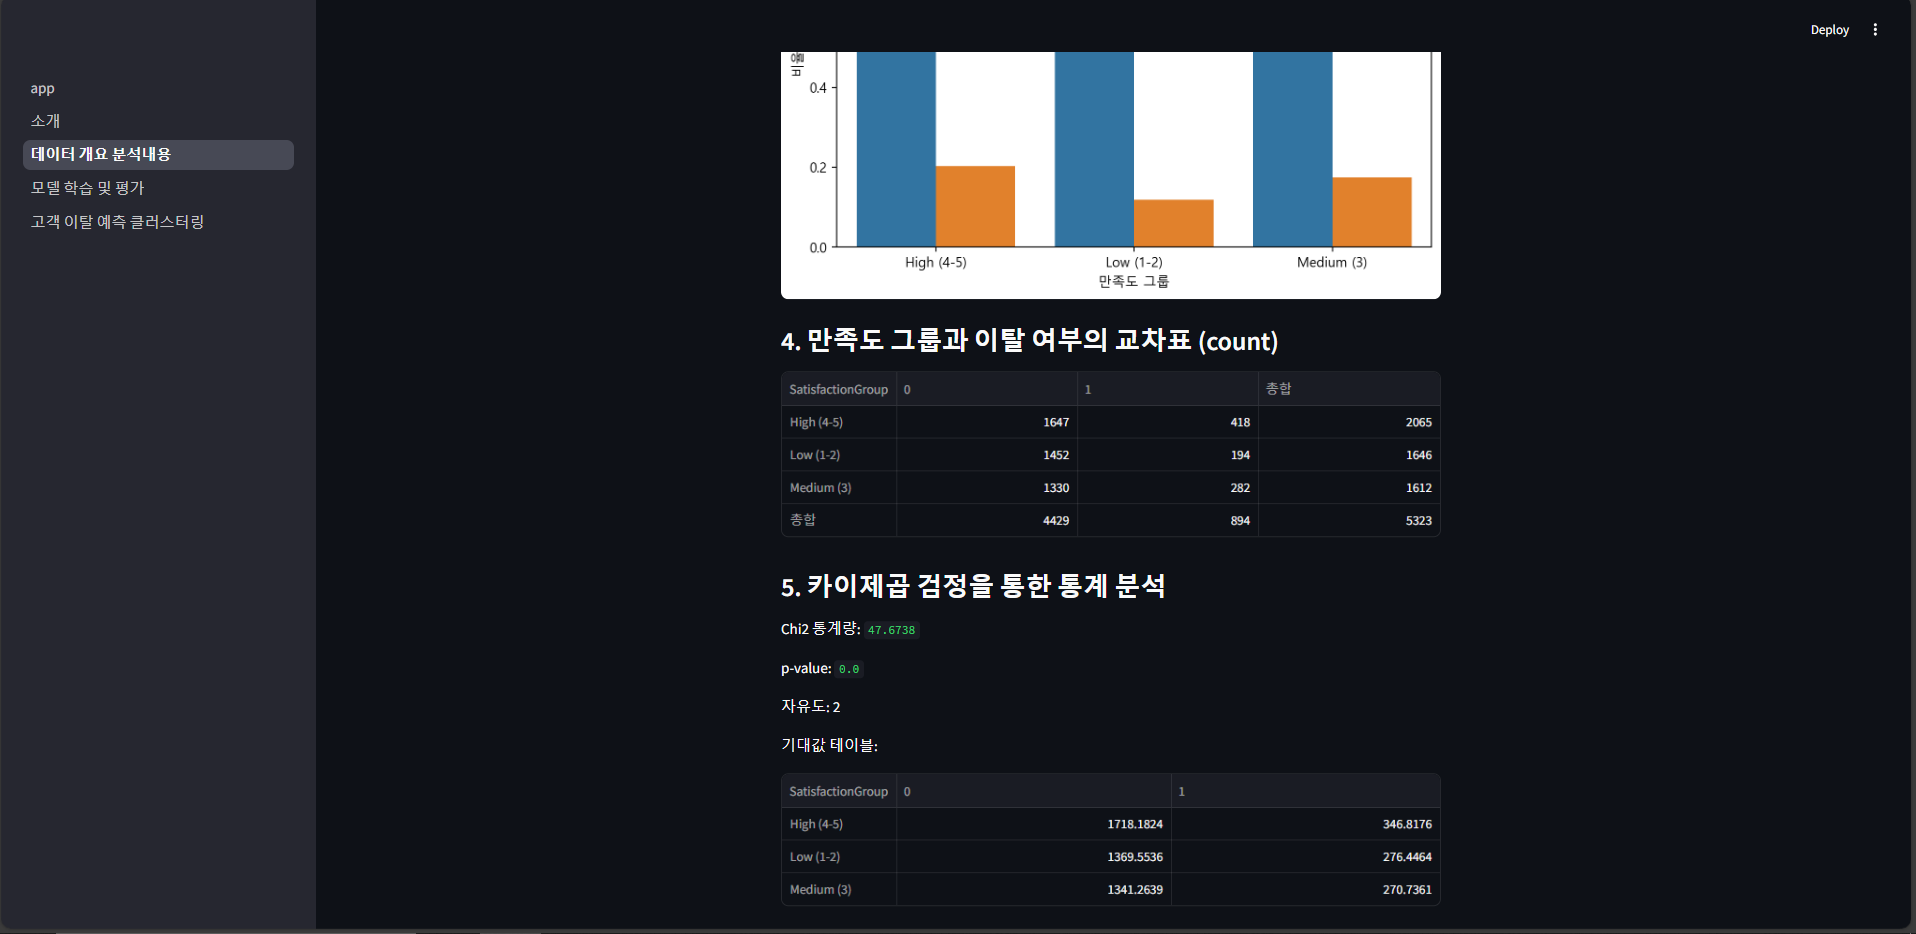 Deploy
app
소개
데이터 개요 분석내용
모델 학습 및 평가
고객 이탈 예측 클러스터링
비율
0.4
0.2
0.0
High (4-5)
Low (1-2)
Medium (3)
만족도 그룹
4. 만족도 그룹과 이탈 여부의 교차표 (count)
SatisfactionGroup 0 1 종합
High (4-5) 1647 418 2065
Low (1-2) 1452 194 1646
Medium (3) 1330 282 1612
종합 4429 894 5323
5. 카이제곱 검정을 통한 통계 분석
Chi2 통계량: 47.6738
p-value: 0.0
자유도: 2
기대값 테이블:
SatisfactionGroup 0 1
High (4-5) 1718.1824 346.8176
Low (1-2) 1369.5536 276.4464
Medium (3) 1341.2639 270.7361